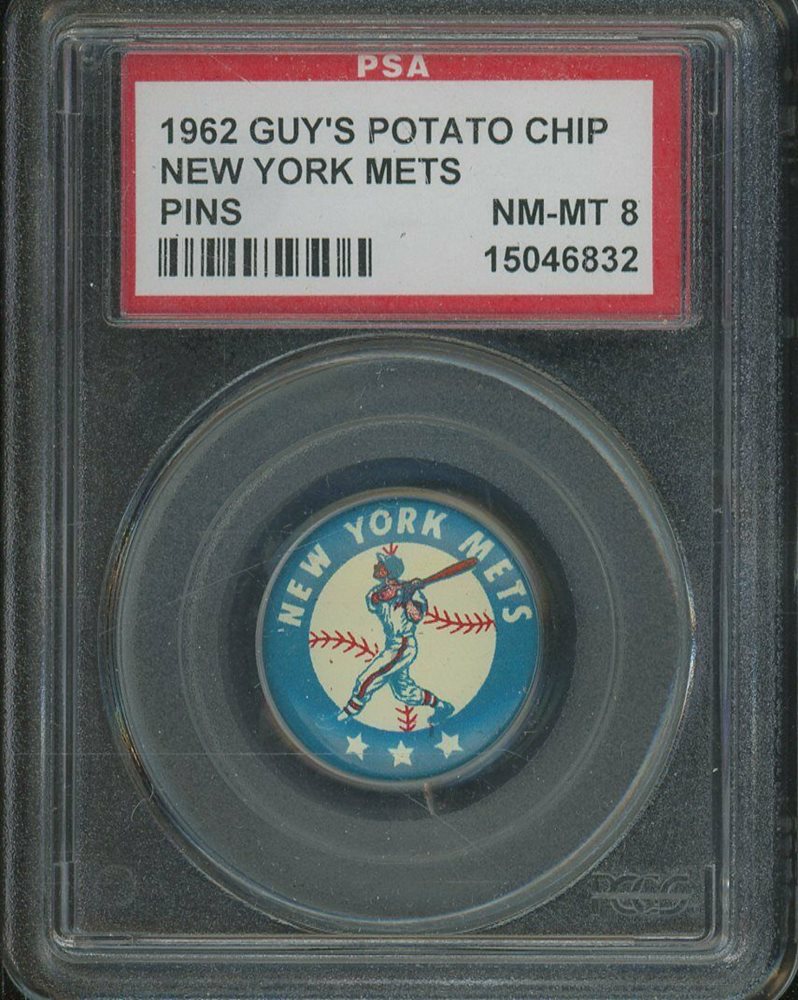 PSA
1962 GUY'S POTATO CHIP
NEW YORK METS
PINS NM-MT 8
15046832
NEW YORK METS